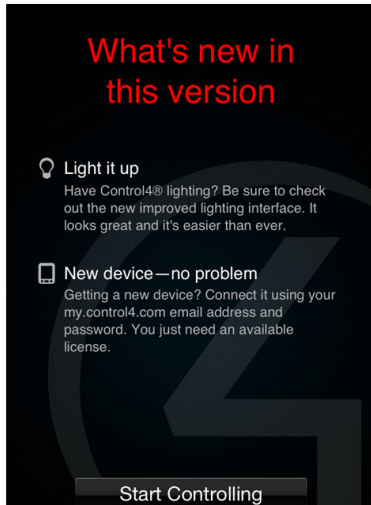 What's new in
this version
Light it up
Have Control4® lighting? Be sure to check
out the new improved lighting interface. It
looks great and it's easier than ever.
New device—no problem
Getting a new device? Connect it using your
my.control4.com email address and
password. You just need an available
license.
Start Controlling